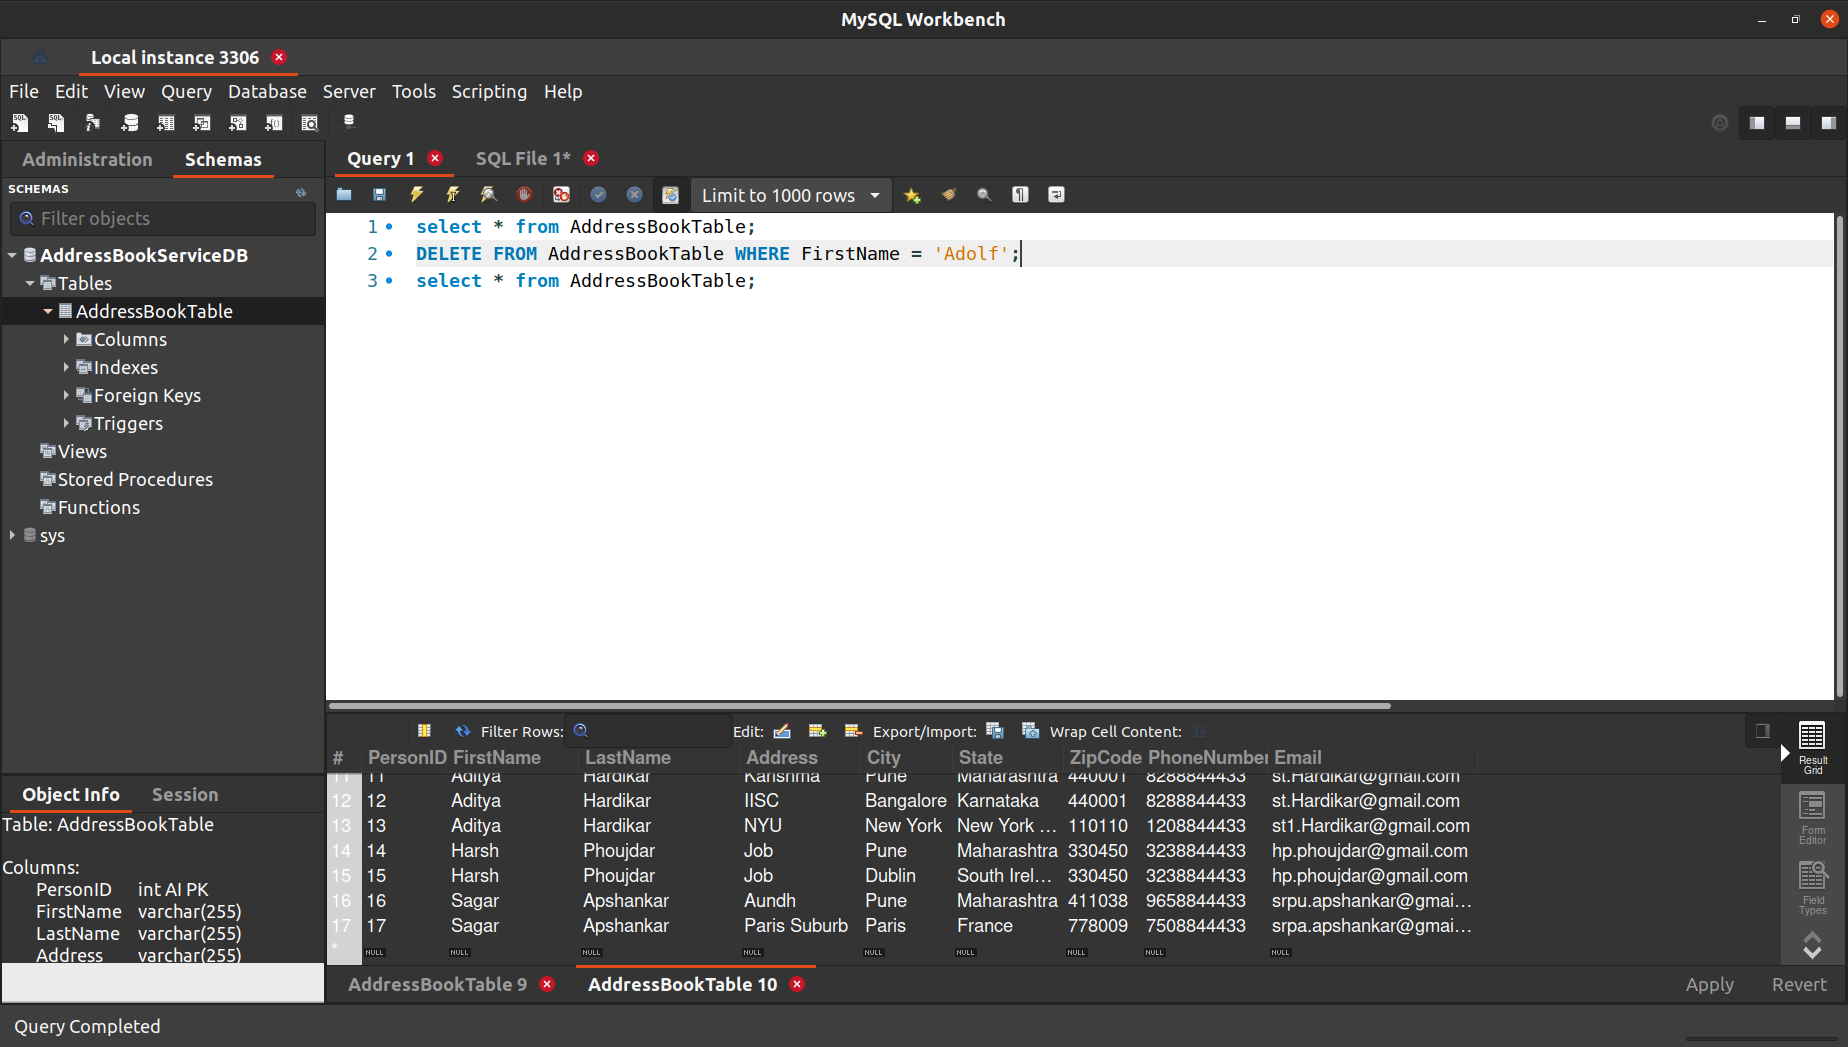 MySQL Workbench
Local instance 3306
File Edit View Query Database Server Tools Scripting Help
Administration Schemas
SCHEMAS
Filter objects
AddressBookServiceDB
Tables
AddressBookTable
Columns
Indexes
Foreign Keys
Triggers
Views
Stored Procedures
Functions
sys
Object Info Session
Table: AddressBookTable
Columns:
PersonID int AI PK
FirstName varchar(255)
LastName varchar(255)
Address varchar(255)
Query 1 SQL File 1*
Limit to 1000 rows
1 select * from AddressBookTable;
2 DELETE FROM AddressBookTable WHERE FirstName = 'Adolf';
3 select * from AddressBookTable;
Filter Rows: Edit: Export/Import: Wrap Cell Content:
# PersonID FirstName LastName Address City State ZipCode PhoneNumber Email
11 11 Aditya Hardikar Karishma Pune Maharashtra 440001 8288844433 st.Hardikar@gmail.com
12 12 Aditya Hardikar IISC Bangalore Karnataka 440001 8288844433 st.Hardikar@gmail.com
13 13 Aditya Hardikar NYU New York New York ... 110110 1208844433 st1.Hardikar@gmail.com
14 14 Harsh Phoujdar Job Pune Maharashtra 330450 3238844433 hp.phoujdar@gmail.com
15 15 Harsh Phoujdar Job Dublin South Irel... 330450 3238844433 hp.phoujdar@gmail.com
16 16 Sagar Apshankar Aundh Pune Maharashtra 411038 9658844433 srpu.apshankar@gmai...
17 17 Sagar Apshankar Paris Suburb Paris France 778009 7508844433 srpa.apshankar@gmai...
* NULL NULL NULL NULL NULL NULL NULL NULL NULL
Result
Grid
Form
Editor
Field
Types
AddressBookTable 9 AddressBookTable 10
Apply Revert
Query Completed